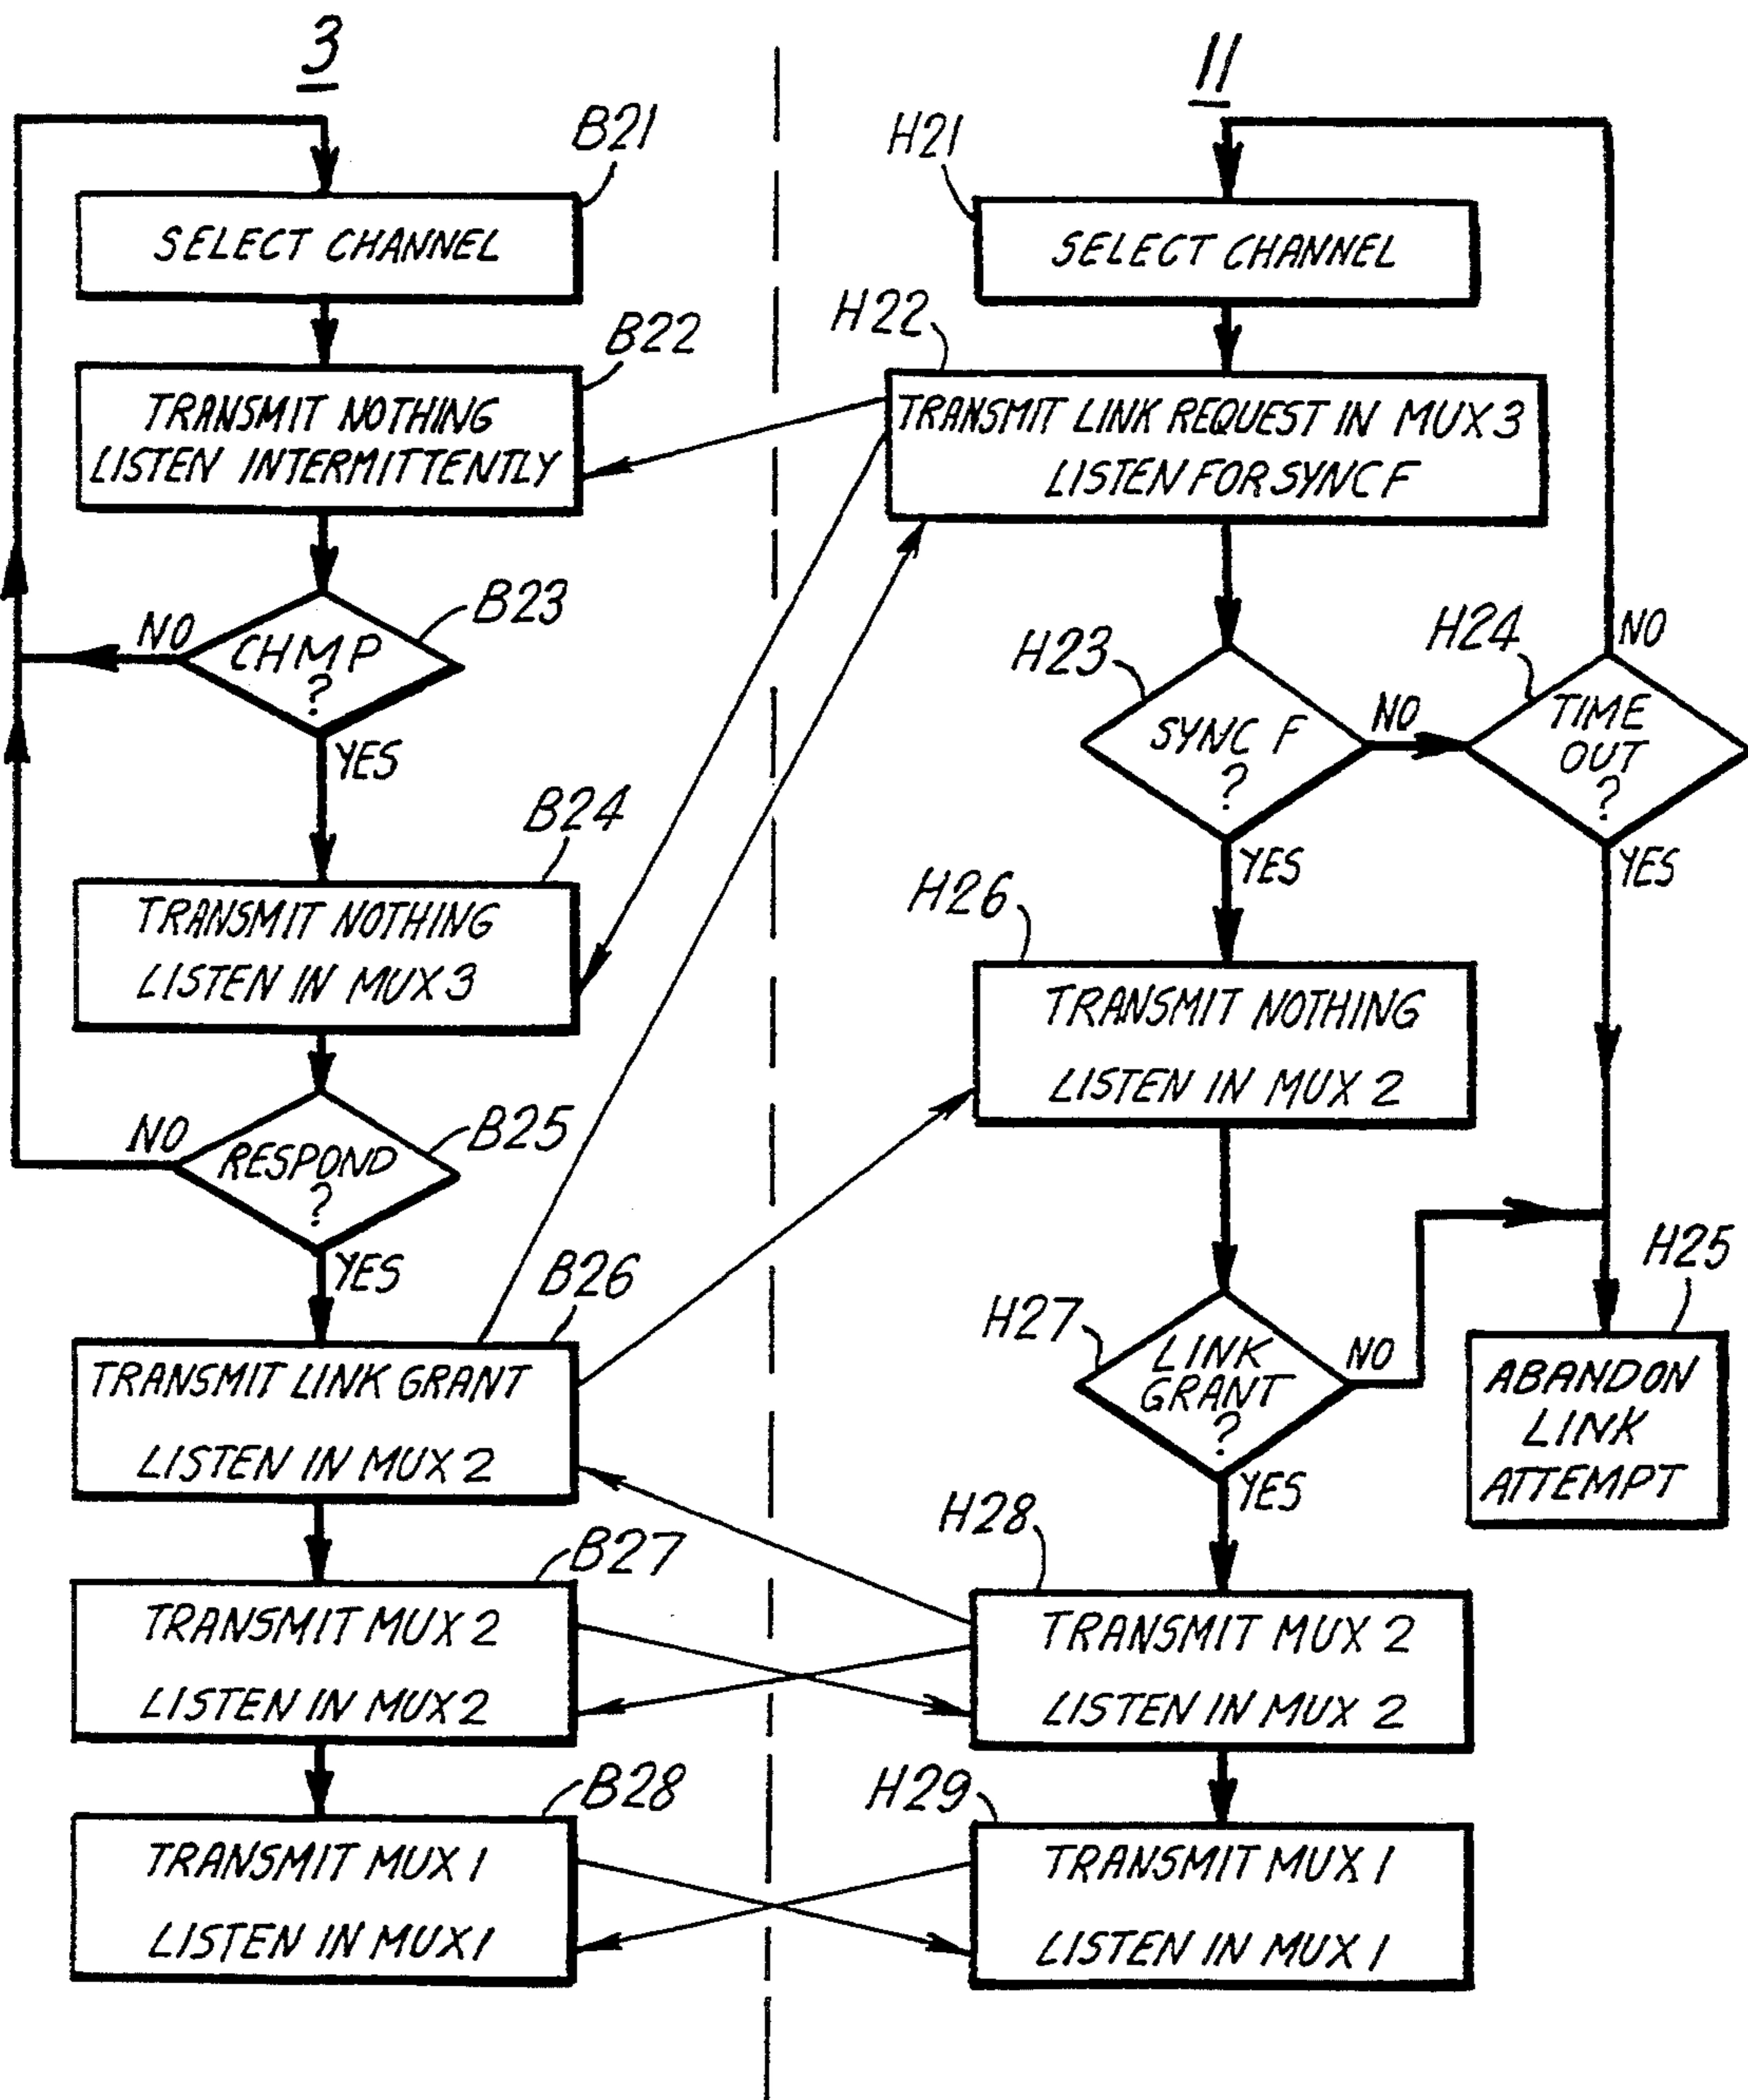 3
B21
SELECT CHANNEL
B22
TRANSMIT NOTHING
LISTEN INTERMITTENTLY
B23
NO
CHMP
?
YES
B24
TRANSMIT NOTHING
LISTEN IN MUX 3
B25
NO
RESPOND
?
YES
B26
TRANSMIT LINK GRANT
LISTEN IN MUX 2
B27
TRANSMIT MUX 2
LISTEN IN MUX 2
B28
TRANSMIT MUX 1
LISTEN IN MUX 1
11
H21
SELECT CHANNEL
H22
TRANSMIT LINK REQUEST IN MUX 3
LISTEN FOR SYNC F
H23
SYNC F
?
NO
YES
H24
NO
TIME
OUT
?
YES
H26
TRANSMIT NOTHING
LISTEN IN MUX 2
H27
LINK
GRANT
?
NO
YES
H25
ABANDON
LINK
ATTEMPT
H28
TRANSMIT MUX 2
LISTEN IN MUX 2
H29
TRANSMIT MUX 1
LISTEN IN MUX 1